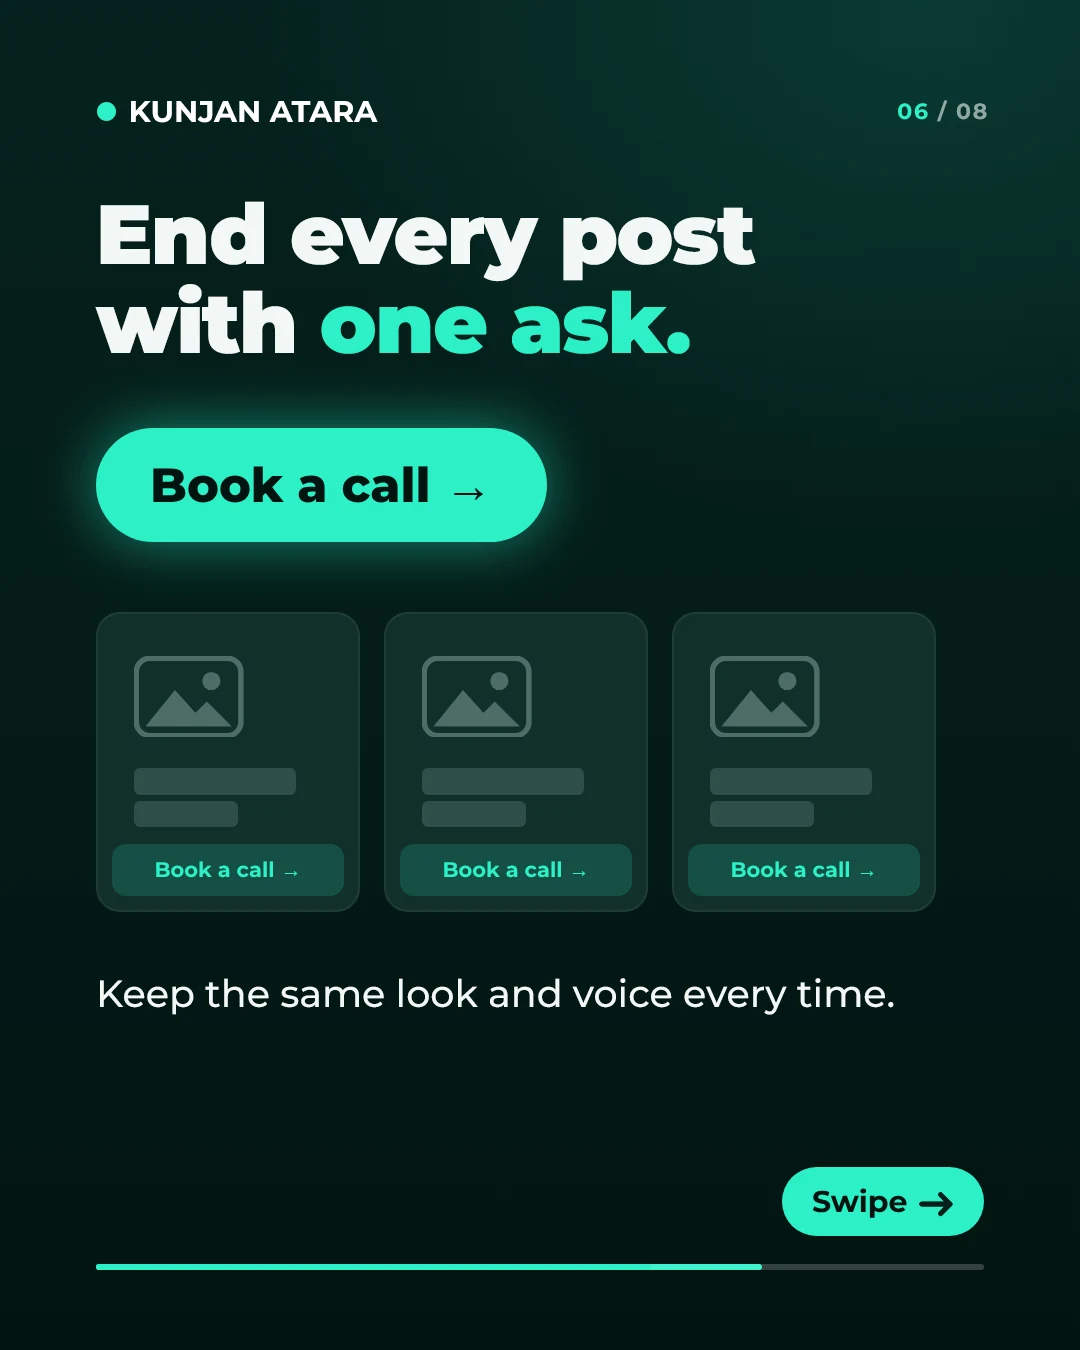 KUNJAN ATARA
06 / 08
End every post
with one ask.
Book a call →
Book a call →
Book a call →
Book a call →
Keep the same look and voice every time.
Swipe →